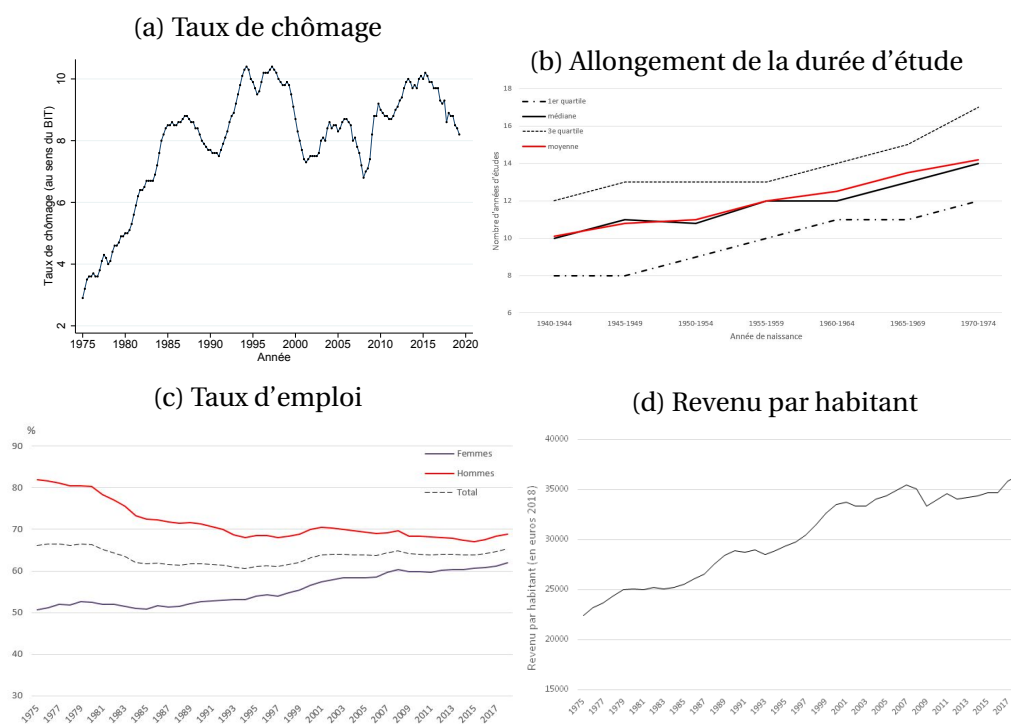 (a) Taux de chômage
Taux de chômage (au sens du BIT)
10
8
6
4
2
1975 1980 1985 1990 1995 2000 2005 2010 2015 2020
Année
(b) Allongement de la durée d'étude
18
16
14
12
10
8
6
1er quartile
médiane
3e quartile
moyenne
Nombre d'années d'études
1940-1944 1945-1949 1950-1954 1955-1959 1960-1964 1965-1969 1970-1974
Année de naissance
(c) Taux d'emploi
%
90
80
70
60
50
40
30
Femmes
Hommes
Total
1975 1977 1979 1981 1983 1985 1987 1989 1991 1993 1995 1997 1999 2001 2003 2005 2007 2009 2011 2013 2015 2017
(d) Revenu par habitant
Revenu par habitant (en euros 2018)
40000
35000
30000
25000
20000
15000
1975 1977 1979 1981 1983 1985 1987 1989 1991 1993 1995 1997 1999 2001 2003 2005 2007 2009 2011 2013 2015 2017